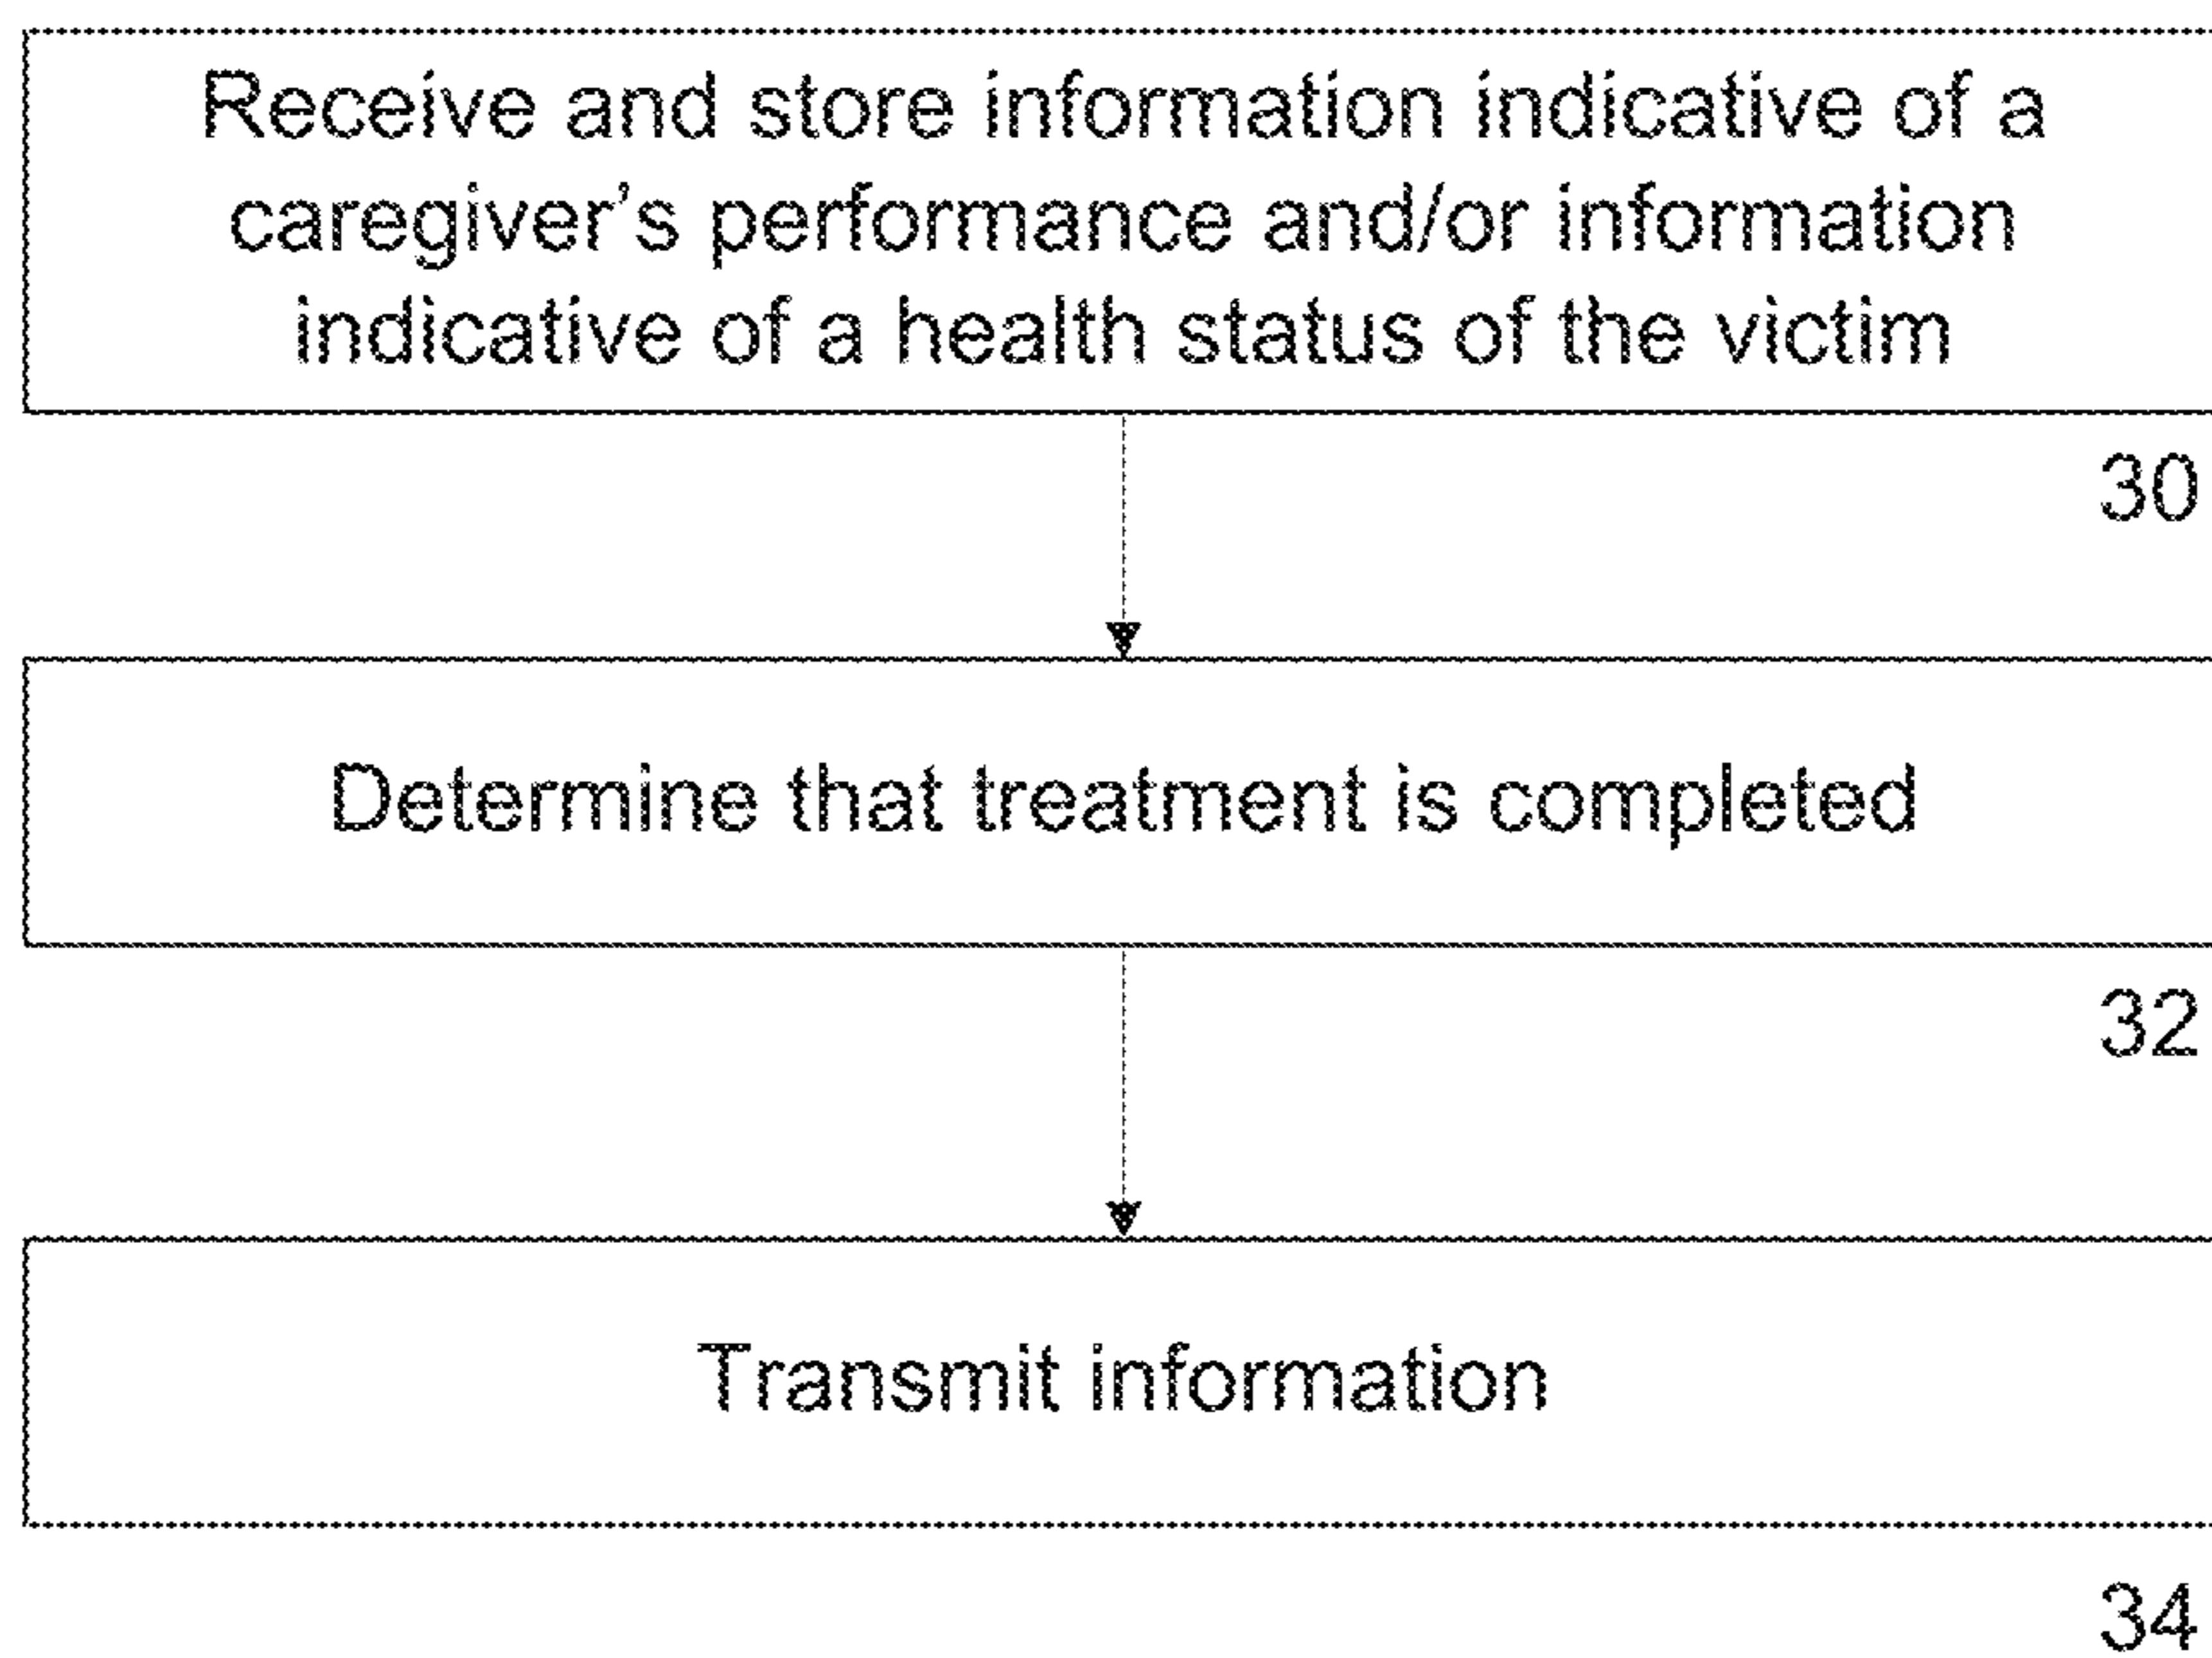 Receive and store information indicative of a
caregiver's performance and/or information
indicative of a health status of the victim
30
Determine that treatment is completed
32
Transmit information
34